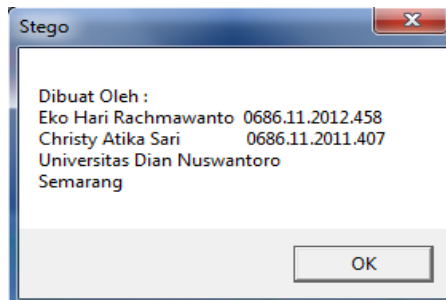 Stego
Dibuat Oleh :
Eko Hari Rachmawanto 0686.11.2012.458
Christy Atika Sari 0686.11.2011.407
Universitas Dian Nuswantoro
Semarang
OK